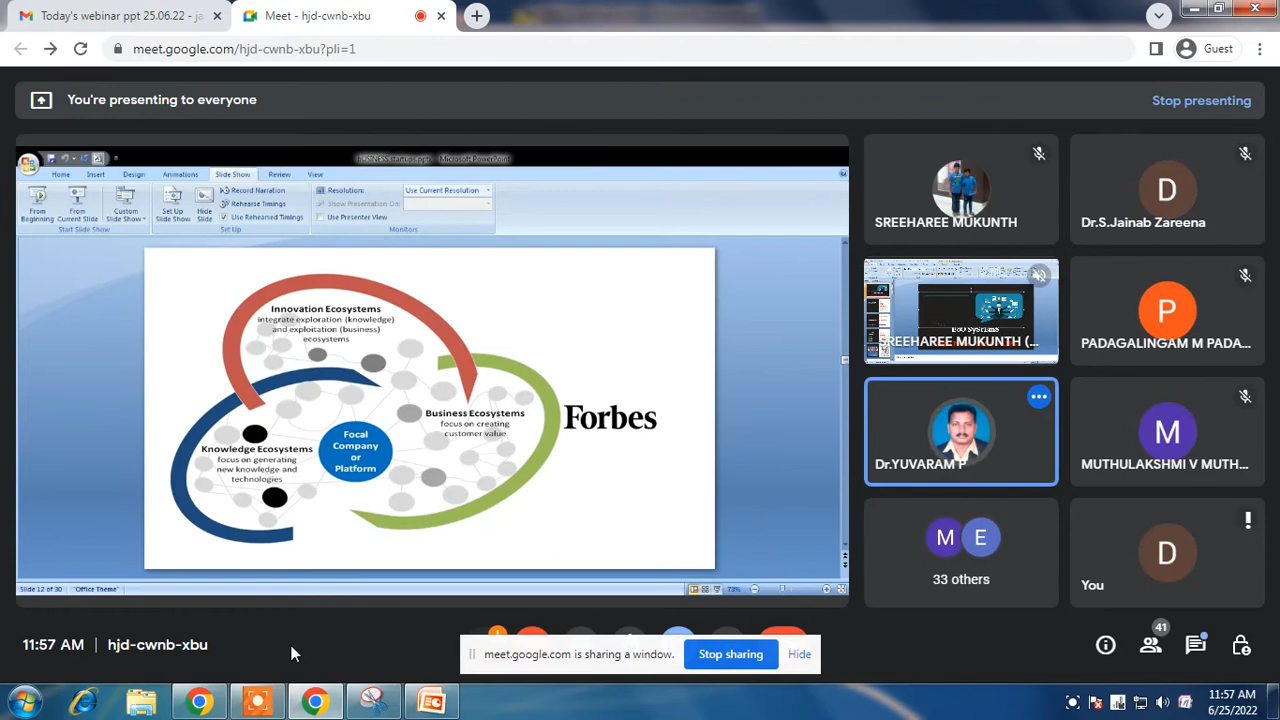 Today's webinar ppt 25.06.22 - ja
Meet - hjd-cwnb-xbu
meet.google.com/hjd-cwnb-xbu?pli=1
Guest
You're presenting to everyone
Stop presenting
BUSINESS startups.pptx - Microsoft PowerPoint
Home Insert Design Animations Slide Show Review View
From Beginning
From Current Slide
Custom Slide Show
Start Slide Show
Set Up Slide Show
Hide Slide
Record Narration
Rehearse Timings
Use Rehearsed Timings
Set Up
Resolution:
Use Current Resolution
Show Presentation On:
Use Presenter View
Monitors
Innovation Ecosystems
integrate exploration (knowledge)
and exploitation (business)
ecosystems
Business Ecosystems
focus on creating
customer value
Knowledge Ecosystems
focus on generating
new knowledge and
technologies
Focal
Company
or
Platform
Forbes
Slide 12 of 30
"Office Theme"
73%
SREEHAREE MUKUNTH
D
Dr.S.Jainab Zareena
SREEHAREE MUKUNTH (...
P
PADAGALINGAM M PADA...
Dr.YUVARAM P
M
MUTHULAKSHMI V MUTH...
M E
33 others
D
You
11:57 AM | hjd-cwnb-xbu
meet.google.com is sharing a window.
Stop sharing
Hide
41
11:57 AM
6/25/2022